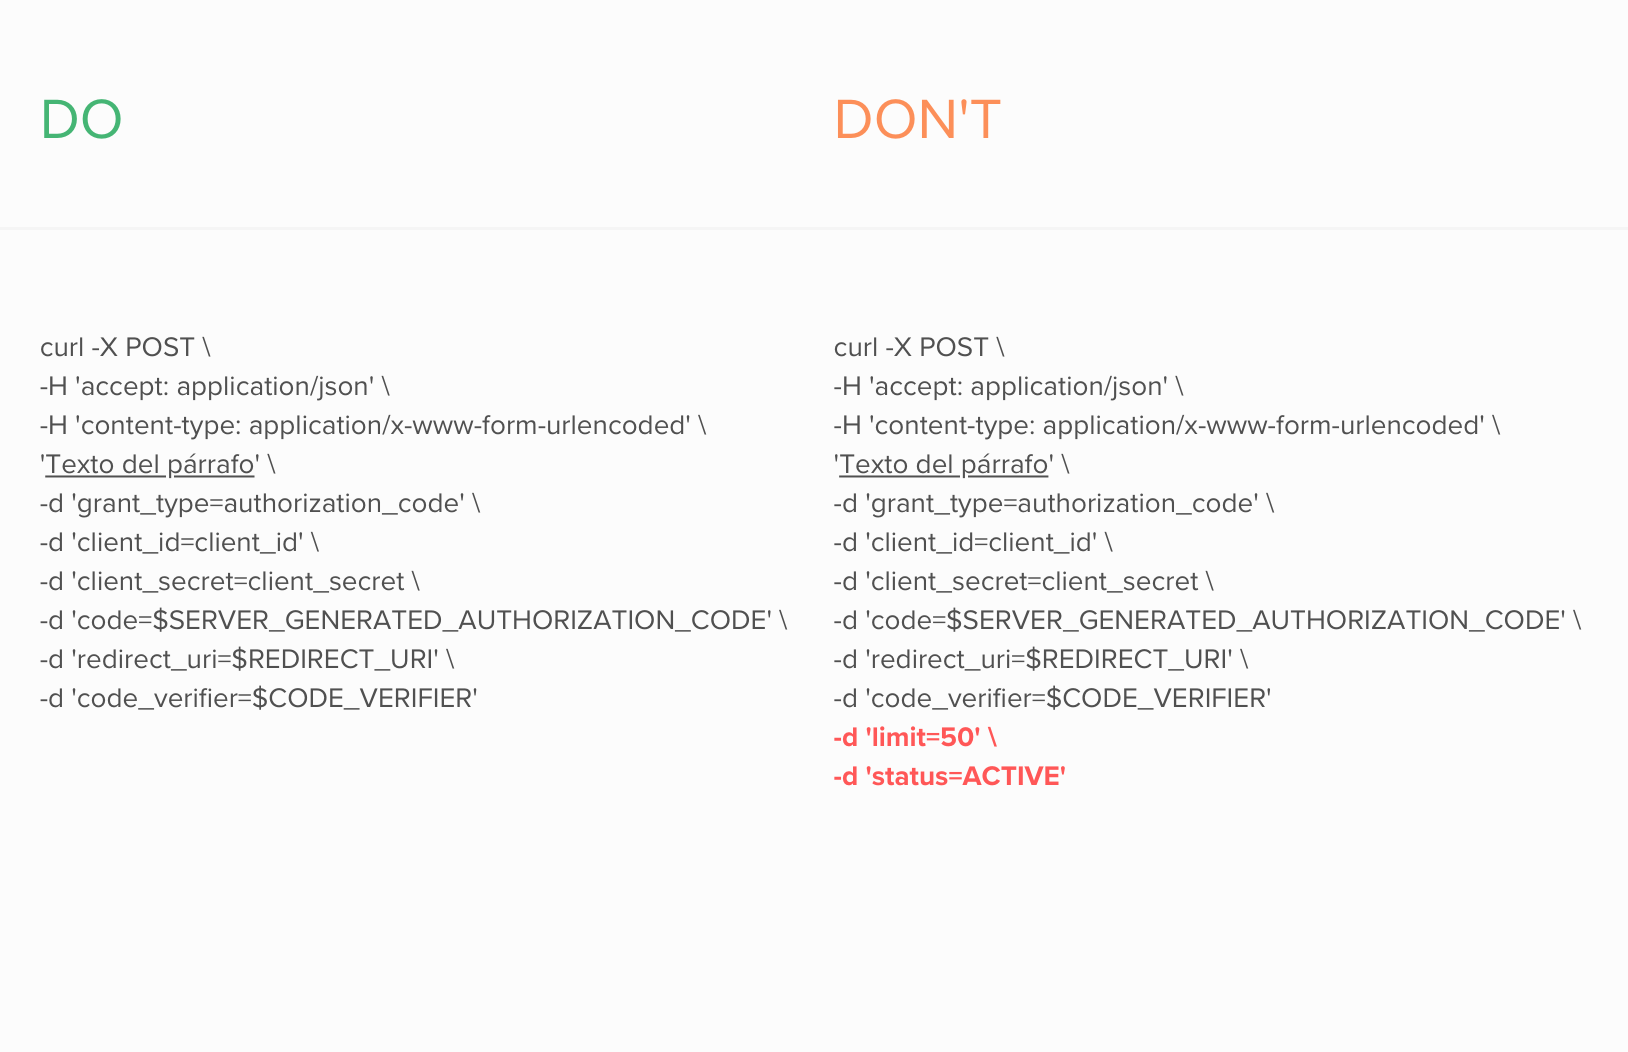 DO
curl -X POST \
-H 'accept: application/json' \
-H 'content-type: application/x-www-form-urlencoded' \
'Texto del párrafo' \
-d 'grant_type=authorization_code' \
-d 'client_id=client_id' \
-d 'client_secret=client_secret \
-d 'code=$SERVER_GENERATED_AUTHORIZATION_CODE' \
-d 'redirect_uri=$REDIRECT_URI' \
-d 'code_verifier=$CODE_VERIFIER'
DON'T
curl -X POST \
-H 'accept: application/json' \
-H 'content-type: application/x-www-form-urlencoded' \
'Texto del párrafo' \
-d 'grant_type=authorization_code' \
-d 'client_id=client_id' \
-d 'client_secret=client_secret \
-d 'code=$SERVER_GENERATED_AUTHORIZATION_CODE' \
-d 'redirect_uri=$REDIRECT_URI' \
-d 'code_verifier=$CODE_VERIFIER'
-d 'limit=50' \
-d 'status=ACTIVE'